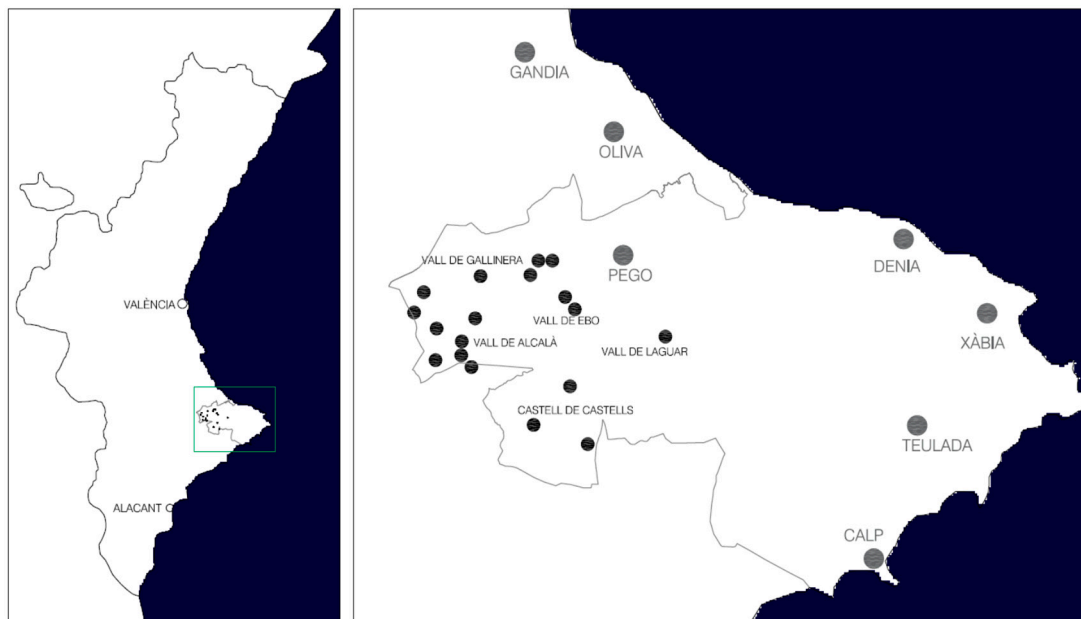 VALÈNCIA
ALACANT
GANDIA
OLIVA
PEGO
DENIA
XÀBIA
VALL DE GALLINERA
VALL DE EBO
VALL DE ALCALÀ
VALL DE LAGUAR
CASTELL DE CASTELLS
TEULADA
CALP